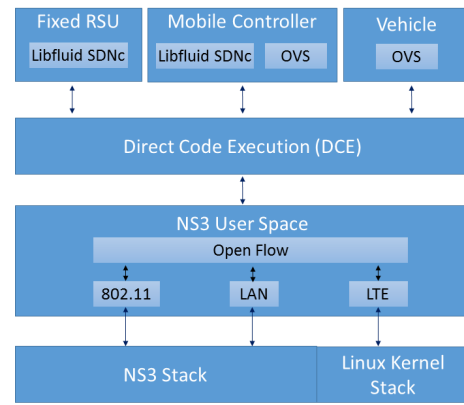 Fixed RSU
Libfluid SDNc
Mobile Controller
Libfluid SDNc
OVS
Vehicle
OVS
Direct Code Execution (DCE)
NS3 User Space
Open Flow
802.11
LAN
LTE
NS3 Stack
Linux Kernel
Stack